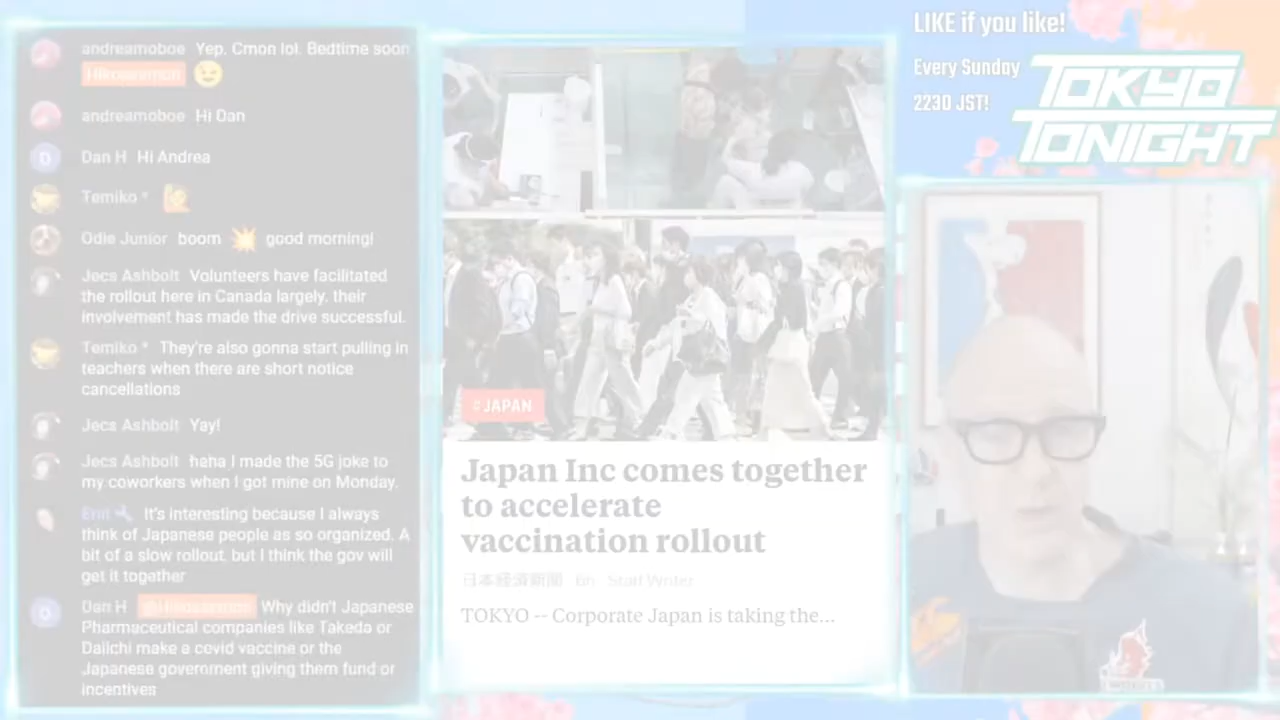 andreamoboe Yep. Cmon lol. Bedtime soon
andreamoboe Hi Dan
D Dan H Hi Andrea
Temiko *
Odie Junior boom good morning!
Jecs Ashbolt Volunteers have facilitated
the rollout here in Canada largely. their
involvement has made the drive successful.
Temiko * They're also gonna start pulling in
teachers when there are short notice
cancellations
Jecs Ashbolt Yay!
Jecs Ashbolt haha I made the 5G joke to
my coworkers when I got mine on Monday.
It's interesting because I always
think of Japanese people as so organized. A
bit of a slow rollout. but I think the gov will
get it together
D Dan H Why didn't Japanese
Pharmaceutical companies like Takeda or
Daiichi make a covid vaccine or the
Japanese government giving them fund or
incentives
#JAPAN
Japan Inc comes together
to accelerate
vaccination rollout
日本経済新聞 En Staff Writer
TOKYO -- Corporate Japan is taking the...
LIKE if you like!
Every Sunday
2230 JST!
TOKYO
TONIGHT